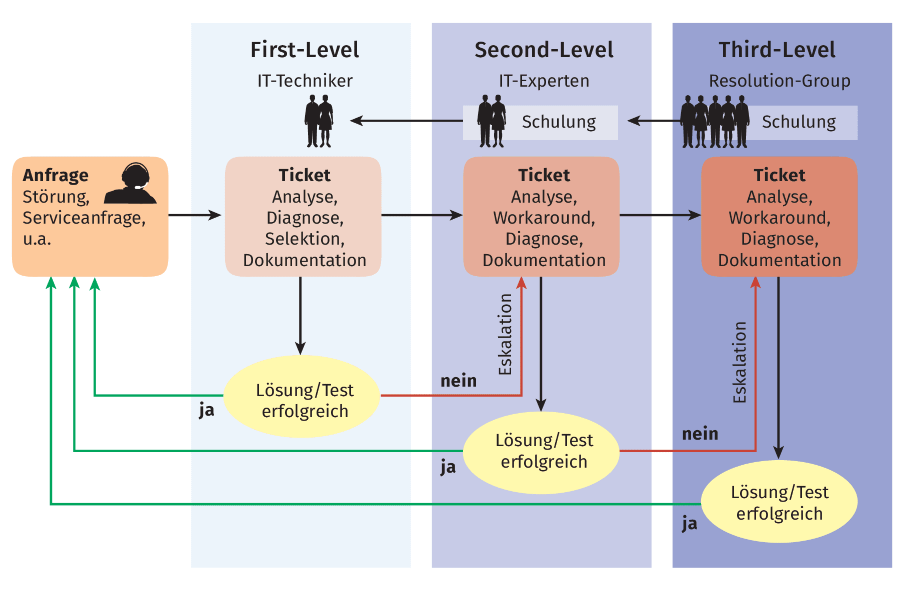 First-Level
IT-Techniker
Second-Level
IT-Experten
Schulung
Third-Level
Resolution-Group
Schulung
Anfrage
Störung,
Serviceanfrage,
u.a.
Ticket
Analyse,
Diagnose,
Selektion,
Dokumentation
Ticket
Analyse,
Workaround,
Diagnose,
Dokumentation
Ticket
Analyse,
Workaround,
Diagnose,
Dokumentation
Lösung/Test
erfolgreich
ja
nein
Eskalation
Lösung/Test
erfolgreich
ja
nein
Eskalation
Lösung/Test
erfolgreich
ja